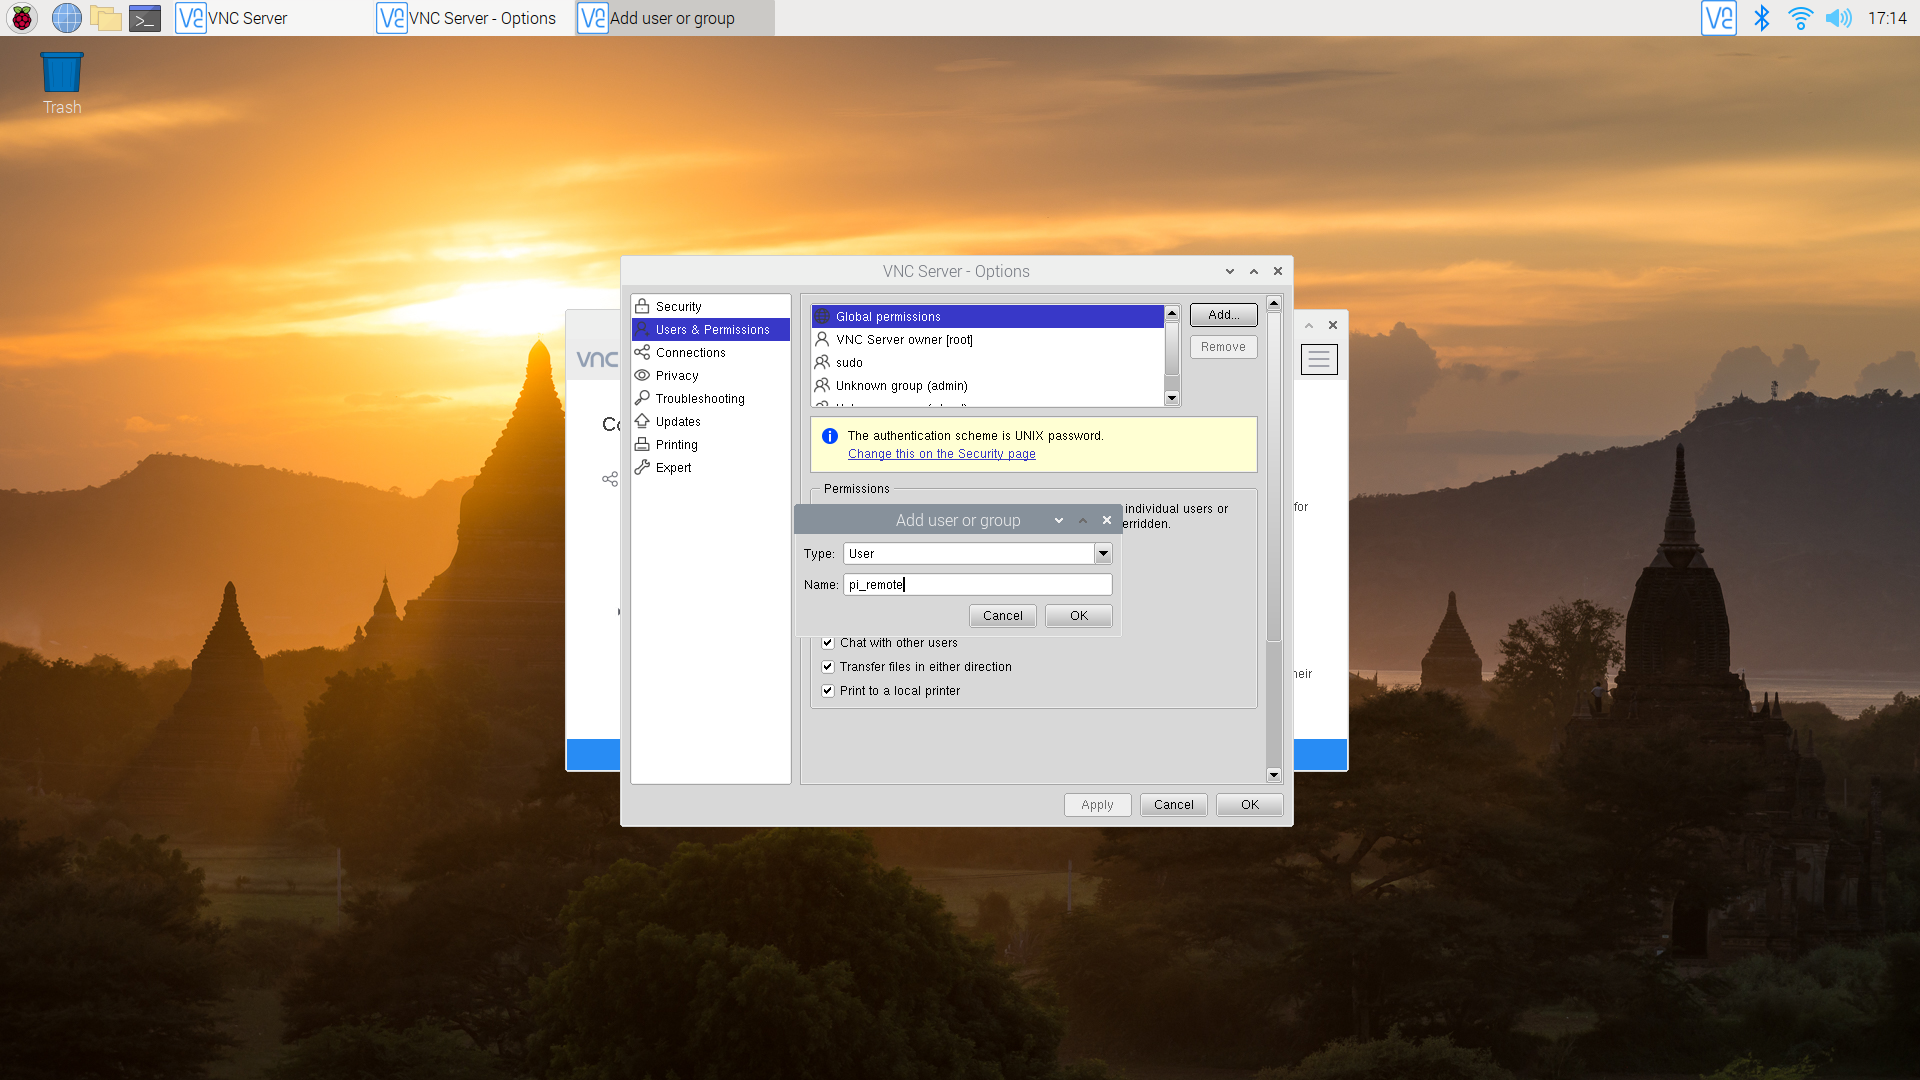 VNC Server
VNC Server - Options
Add user or group
17:14
Trash
VNC Server - Options
Security
Users & Permissions
Connections
Privacy
Troubleshooting
Updates
Printing
Expert
Global permissions
VNC Server owner [root]
sudo
Unknown group (admin)
Add...
Remove
The authentication scheme is UNIX password.
Change this on the Security page
Permissions
individual users or
erridden.
Add user or group
Type: User
Name: pi_remote
Cancel
OK
Chat with other users
Transfer files in either direction
Print to a local printer
Apply
Cancel
OK
vnc
Co
for
heir